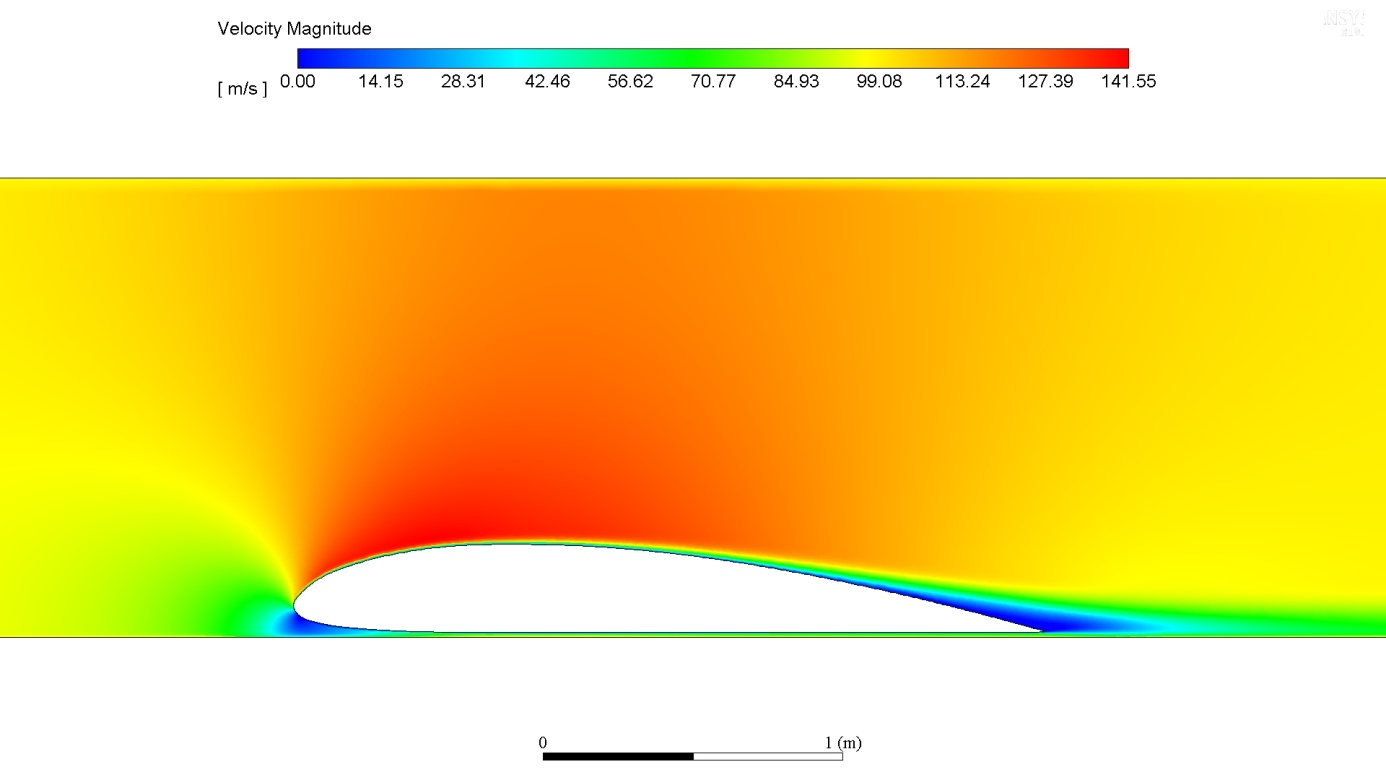 Velocity Magnitude
[ m/s ] 0.00 14.15 28.31 42.46 56.62 70.77 84.93 99.08 113.24 127.39 141.55
0 1 (m)